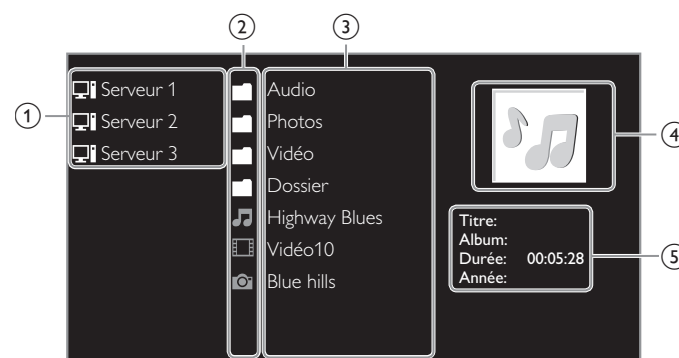 ② ③
① Serveur 1
Serveur 2
Serveur 3
Audio
Photos
Vidéo
Dossier
Highway Blues
Vidéo10
Blue hills
④
Titre:
Album:
Durée: 00:05:28
Année:
⑤